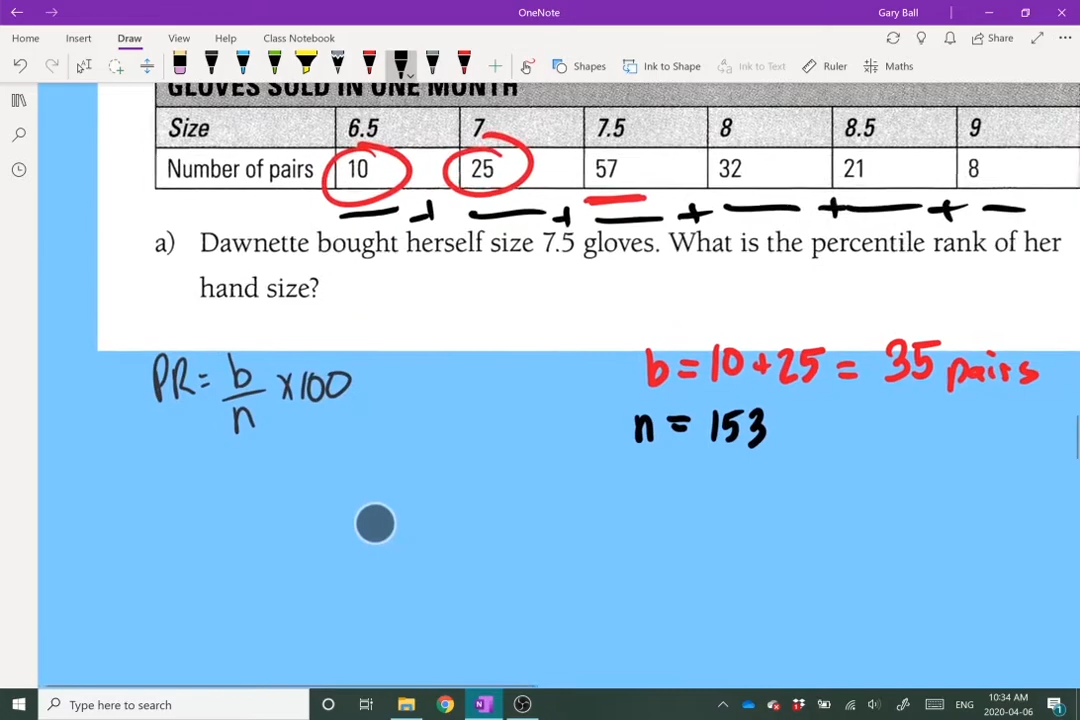 OneNote
Gary Ball
Home Insert Draw View Help Class Notebook Share
Shapes Ink to Shape Ink to Text Ruler Maths
GLOVES SOLD IN ONE MONTH
Size 6.5 7 7.5 8 8.5 9
Number of pairs 10 25 57 32 21 8
+ + + + +
a) Dawnette bought herself size 7.5 gloves. What is the percentile rank of her
hand size?
PR = b/n × 100
b = 10 + 25 = 35 pairs
n = 153
Type here to search
ENG
10:34 AM
2020-04-06
1